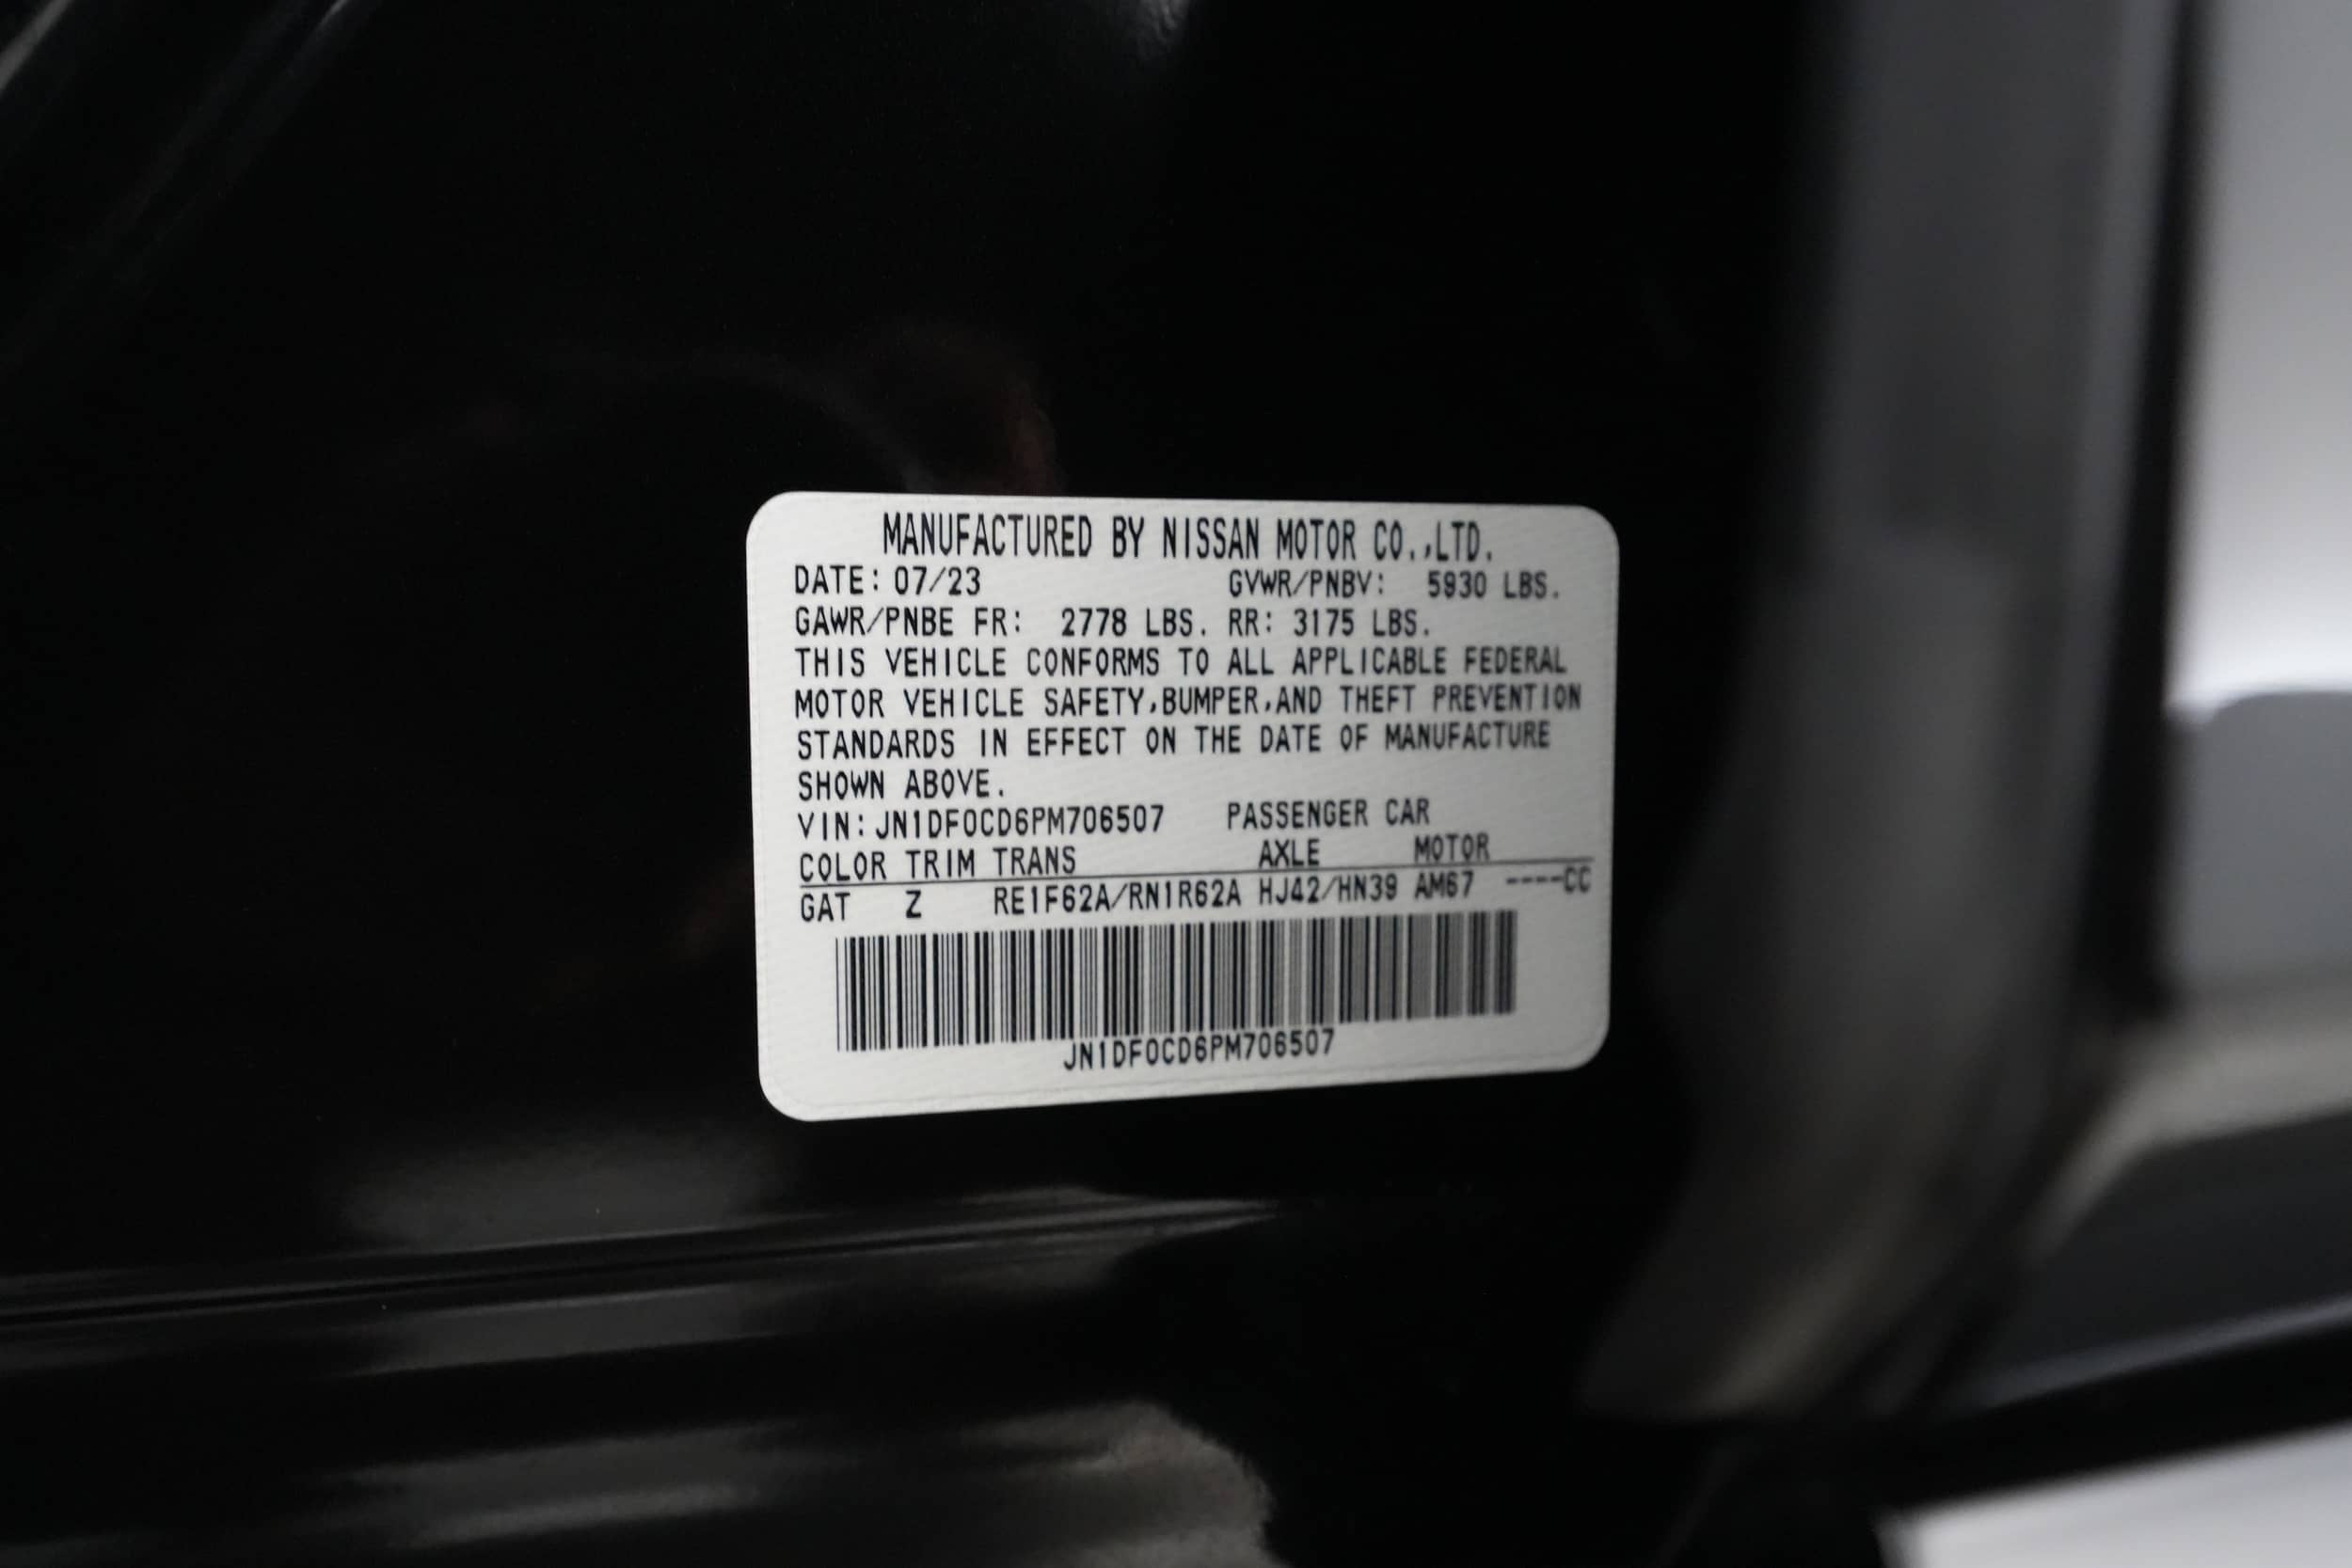 MANUFACTURED BY NISSAN MOTOR CO.,LTD.
DATE: 07/23 GVWR/PNBV: 5930 LBS.
GAWR/PNBE FR: 2778 LBS. RR: 3175 LBS.
THIS VEHICLE CONFORMS TO ALL APPLICABLE FEDERAL
MOTOR VEHICLE SAFETY,BUMPER,AND THEFT PREVENTION
STANDARDS IN EFFECT ON THE DATE OF MANUFACTURE
SHOWN ABOVE.
VIN:JN1DF0CD6PM706507 PASSENGER CAR
COLOR TRIM TRANS AXLE MOTOR
GAT Z RE1F62A/RN1R62A HJ42/HN39 AM67 ----CC
JN1DF0CD6PM706507